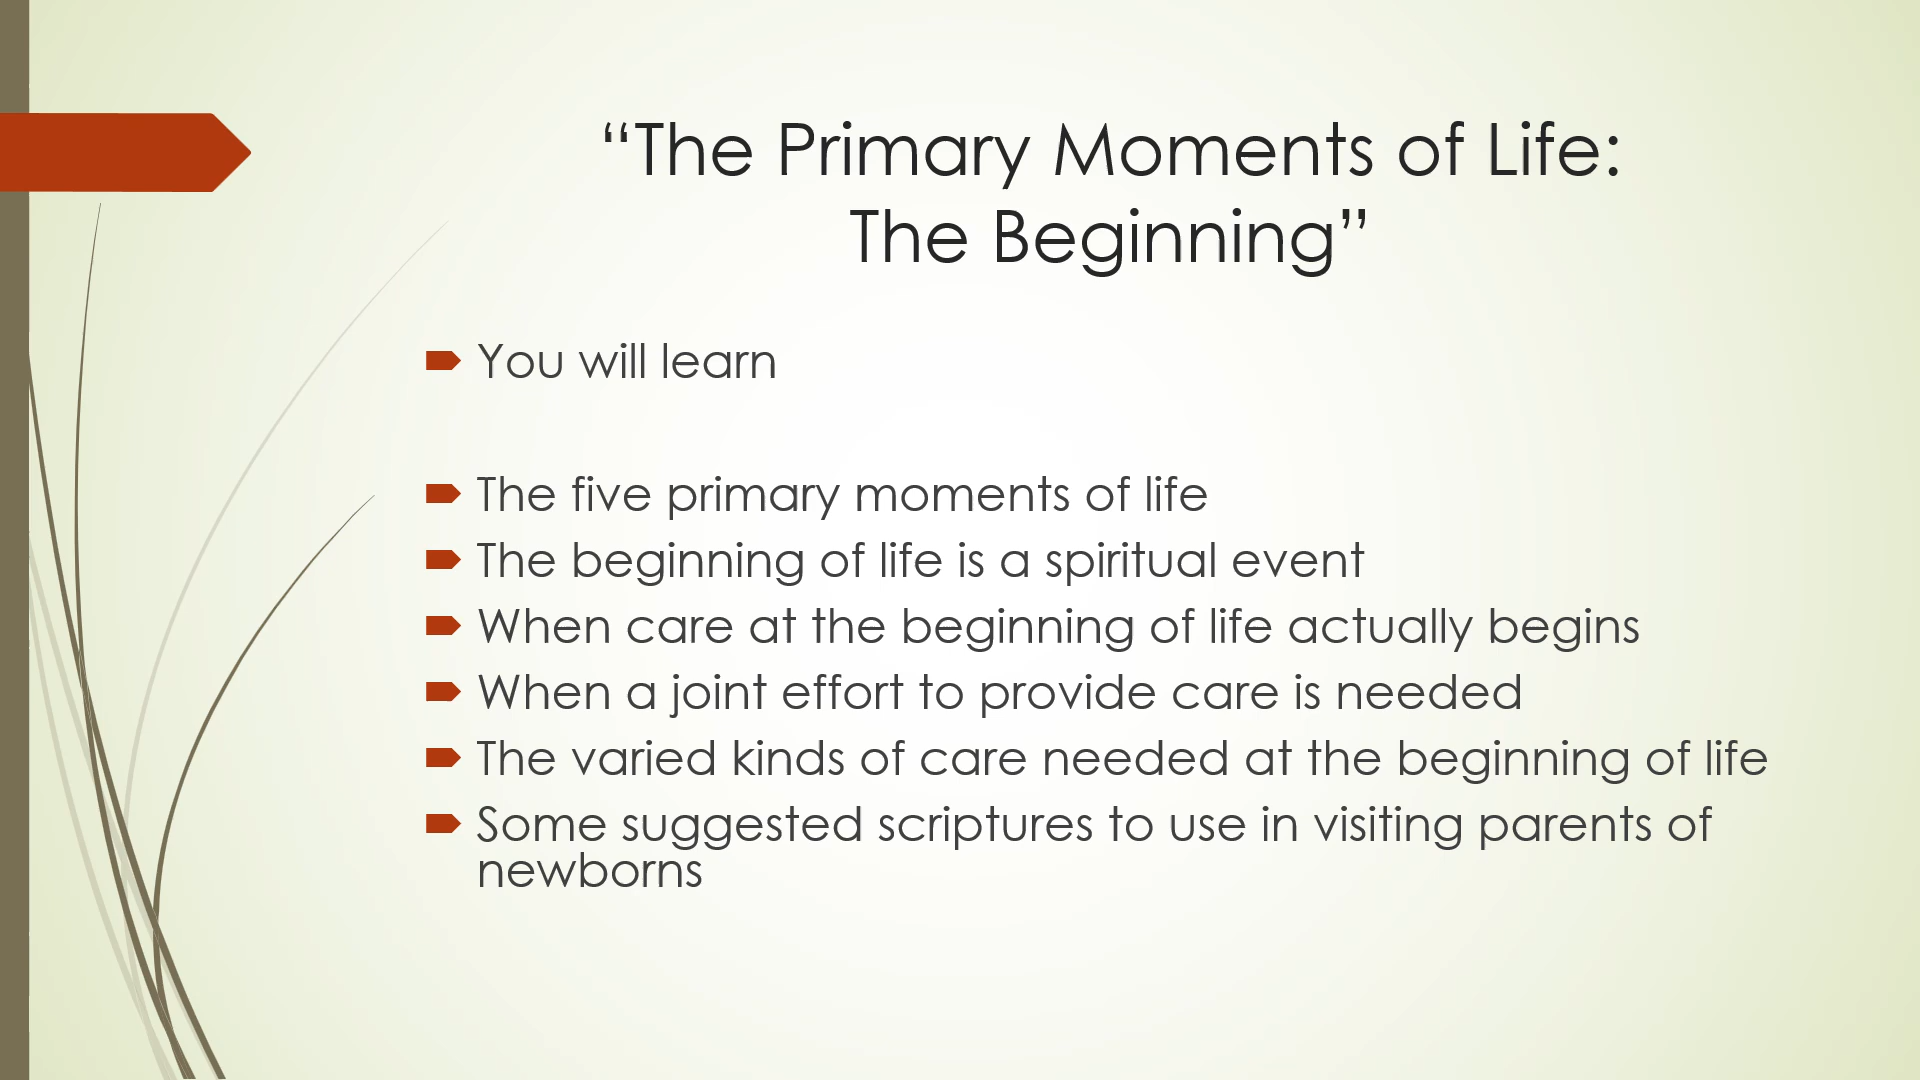 “The Primary Moments of Life:
The Beginning”
You will learn
The five primary moments of life
The beginning of life is a spiritual event
When care at the beginning of life actually begins
When a joint effort to provide care is needed
The varied kinds of care needed at the beginning of life
Some suggested scriptures to use in visiting parents of
newborns